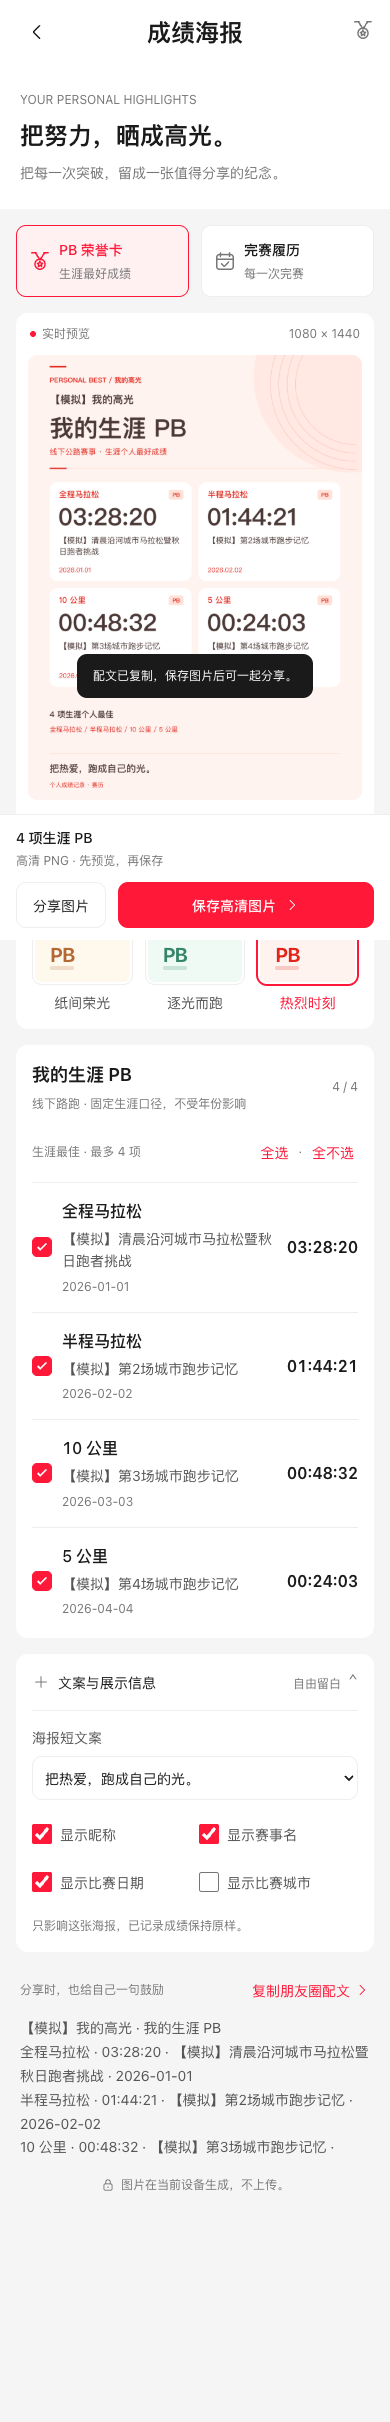 成绩海报
YOUR PERSONAL HIGHLIGHTS
把努力，晒成高光。
把每一次突破，留成一张值得分享的纪念。
PB 荣誉卡
生涯最好成绩
完赛履历
每一次完赛
实时预览
1080 × 1440
PERSONAL BEST / 我的高光
【模拟】我的高光
我的生涯 PB
线下公路赛事 · 生涯个人最好成绩
全程马拉松
PB
03:28:20
【模拟】清晨沿河城市马拉松暨秋
日跑者挑战
2026.01.01
半程马拉松
PB
01:44:21
【模拟】第2场城市跑步记忆
2026.02.02
10 公里
PB
00:48:32
【模拟】第3场城市跑步记忆
5 公里
PB
00:24:03
【模拟】第4场城市跑步记忆
配文已复制，保存图片后可一起分享。
4 项生涯个人最佳
全程马拉松 / 半程马拉松 / 10 公里 / 5 公里
把热爱，跑成自己的光。
个人成绩记录 · 赛历
4 项生涯 PB
高清 PNG · 先预览，再保存
分享图片
保存高清图片
PB
PB
PB
纸间荣光
逐光而跑
热烈时刻
我的生涯 PB
线下路跑 · 固定生涯口径，不受年份影响
4 / 4
生涯最佳 · 最多 4 项
全选 · 全不选
全程马拉松
【模拟】清晨沿河城市马拉松暨秋
日跑者挑战
2026-01-01
03:28:20
半程马拉松
【模拟】第2场城市跑步记忆
2026-02-02
01:44:21
10 公里
【模拟】第3场城市跑步记忆
2026-03-03
00:48:32
5 公里
【模拟】第4场城市跑步记忆
2026-04-04
00:24:03
文案与展示信息
自由留白
海报短文案
把热爱，跑成自己的光。
显示昵称
显示赛事名
显示比赛日期
显示比赛城市
只影响这张海报，已记录成绩保持原样。
分享时，也给自己一句鼓励
复制朋友圈配文
【模拟】我的高光 · 我的生涯 PB
全程马拉松 · 03:28:20 · 【模拟】清晨沿河城市马拉松暨
秋日跑者挑战 · 2026-01-01
半程马拉松 · 01:44:21 · 【模拟】第2场城市跑步记忆 ·
2026-02-02
10 公里 · 00:48:32 · 【模拟】第3场城市跑步记忆 ·
图片在当前设备生成，不上传。